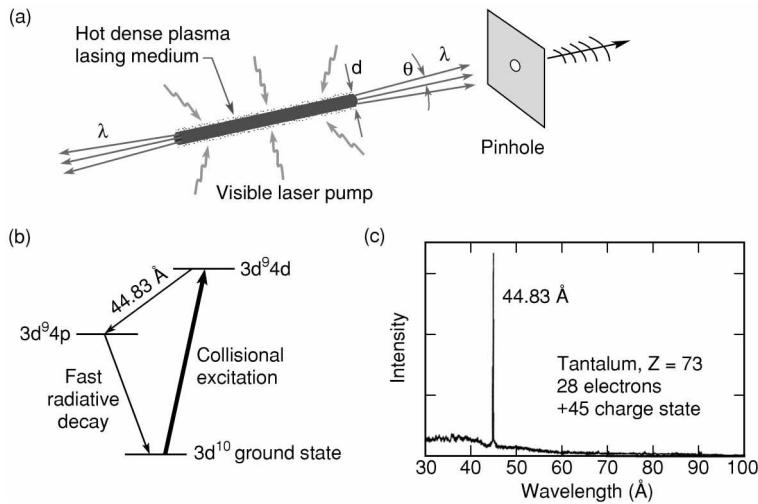 (a)
Hot dense plasma
lasing medium
λ
d
θ
λ
Visible laser pump
Pinhole
(b)
3d⁹4d
44.83 Å
3d⁹4p
Collisional
excitation
Fast
radiative
decay
3d¹⁰ ground state
(c)
Intensity
44.83 Å
Tantalum, Z = 73
28 electrons
+45 charge state
30 40 50 60 70 80 90 100
Wavelength (Å)